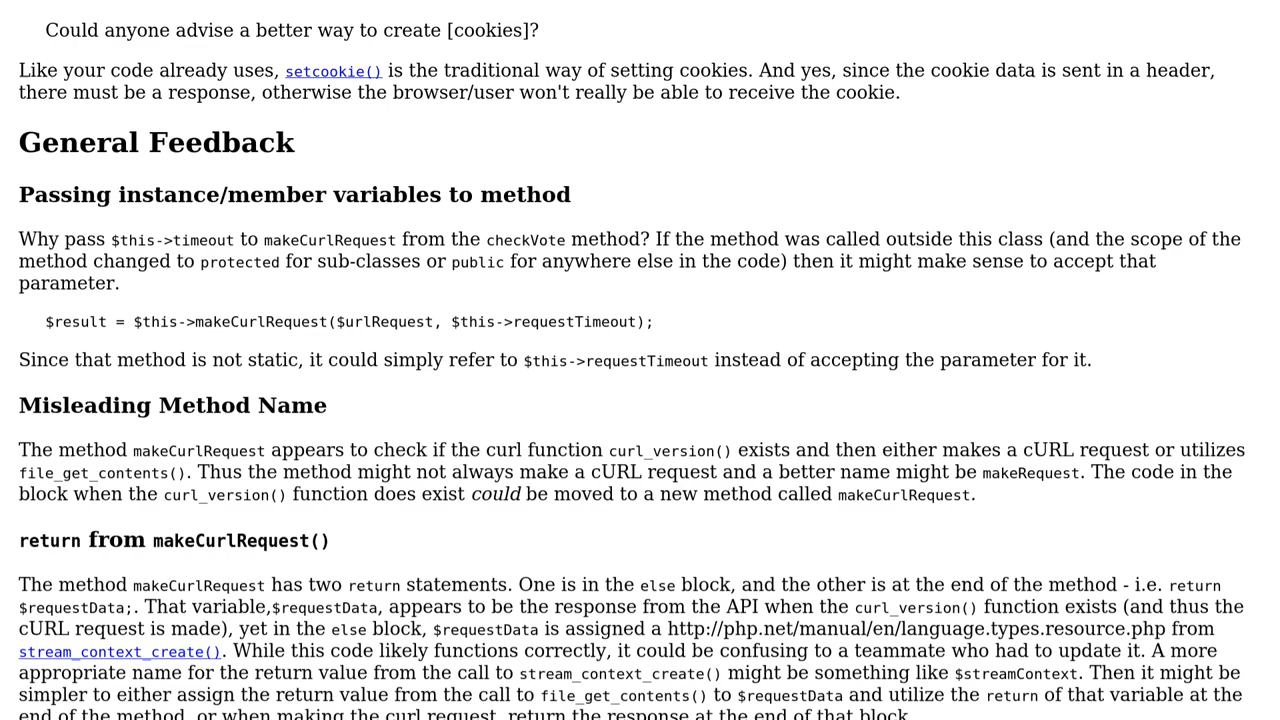 Could anyone advise a better way to create [cookies]?
Like your code already uses, setcookie() is the traditional way of setting cookies. And yes, since the cookie data is sent in a header,
there must be a response, otherwise the browser/user won't really be able to receive the cookie.
General Feedback
Passing instance/member variables to method
Why pass $this->timeout to makeCurlRequest from the checkVote method? If the method was called outside this class (and the scope of the
method changed to protected for sub-classes or public for anywhere else in the code) then it might make sense to accept that
parameter.
$result = $this->makeCurlRequest($urlRequest, $this->requestTimeout);
Since that method is not static, it could simply refer to $this->requestTimeout instead of accepting the parameter for it.
Misleading Method Name
The method makeCurlRequest appears to check if the curl function curl_version() exists and then either makes a cURL request or utilizes
file_get_contents(). Thus the method might not always make a cURL request and a better name might be makeRequest. The code in the
block when the curl_version() function does exist could be moved to a new method called makeCurlRequest.
return from makeCurlRequest()
The method makeCurlRequest has two return statements. One is in the else block, and the other is at the end of the method - i.e. return
$requestData;. That variable,$requestData, appears to be the response from the API when the curl_version() function exists (and thus the
cURL request is made), yet in the else block, $requestData is assigned a http://php.net/manual/en/language.types.resource.php from
stream_context_create(). While this code likely functions correctly, it could be confusing to a teammate who had to update it. A more
appropriate name for the return value from the call to stream_context_create() might be something like $streamContext. Then it might be
simpler to either assign the return value from the call to file_get_contents() to $requestData and utilize the return of that variable at the
end of the method, or when making the curl request, return the response at the end of that block.